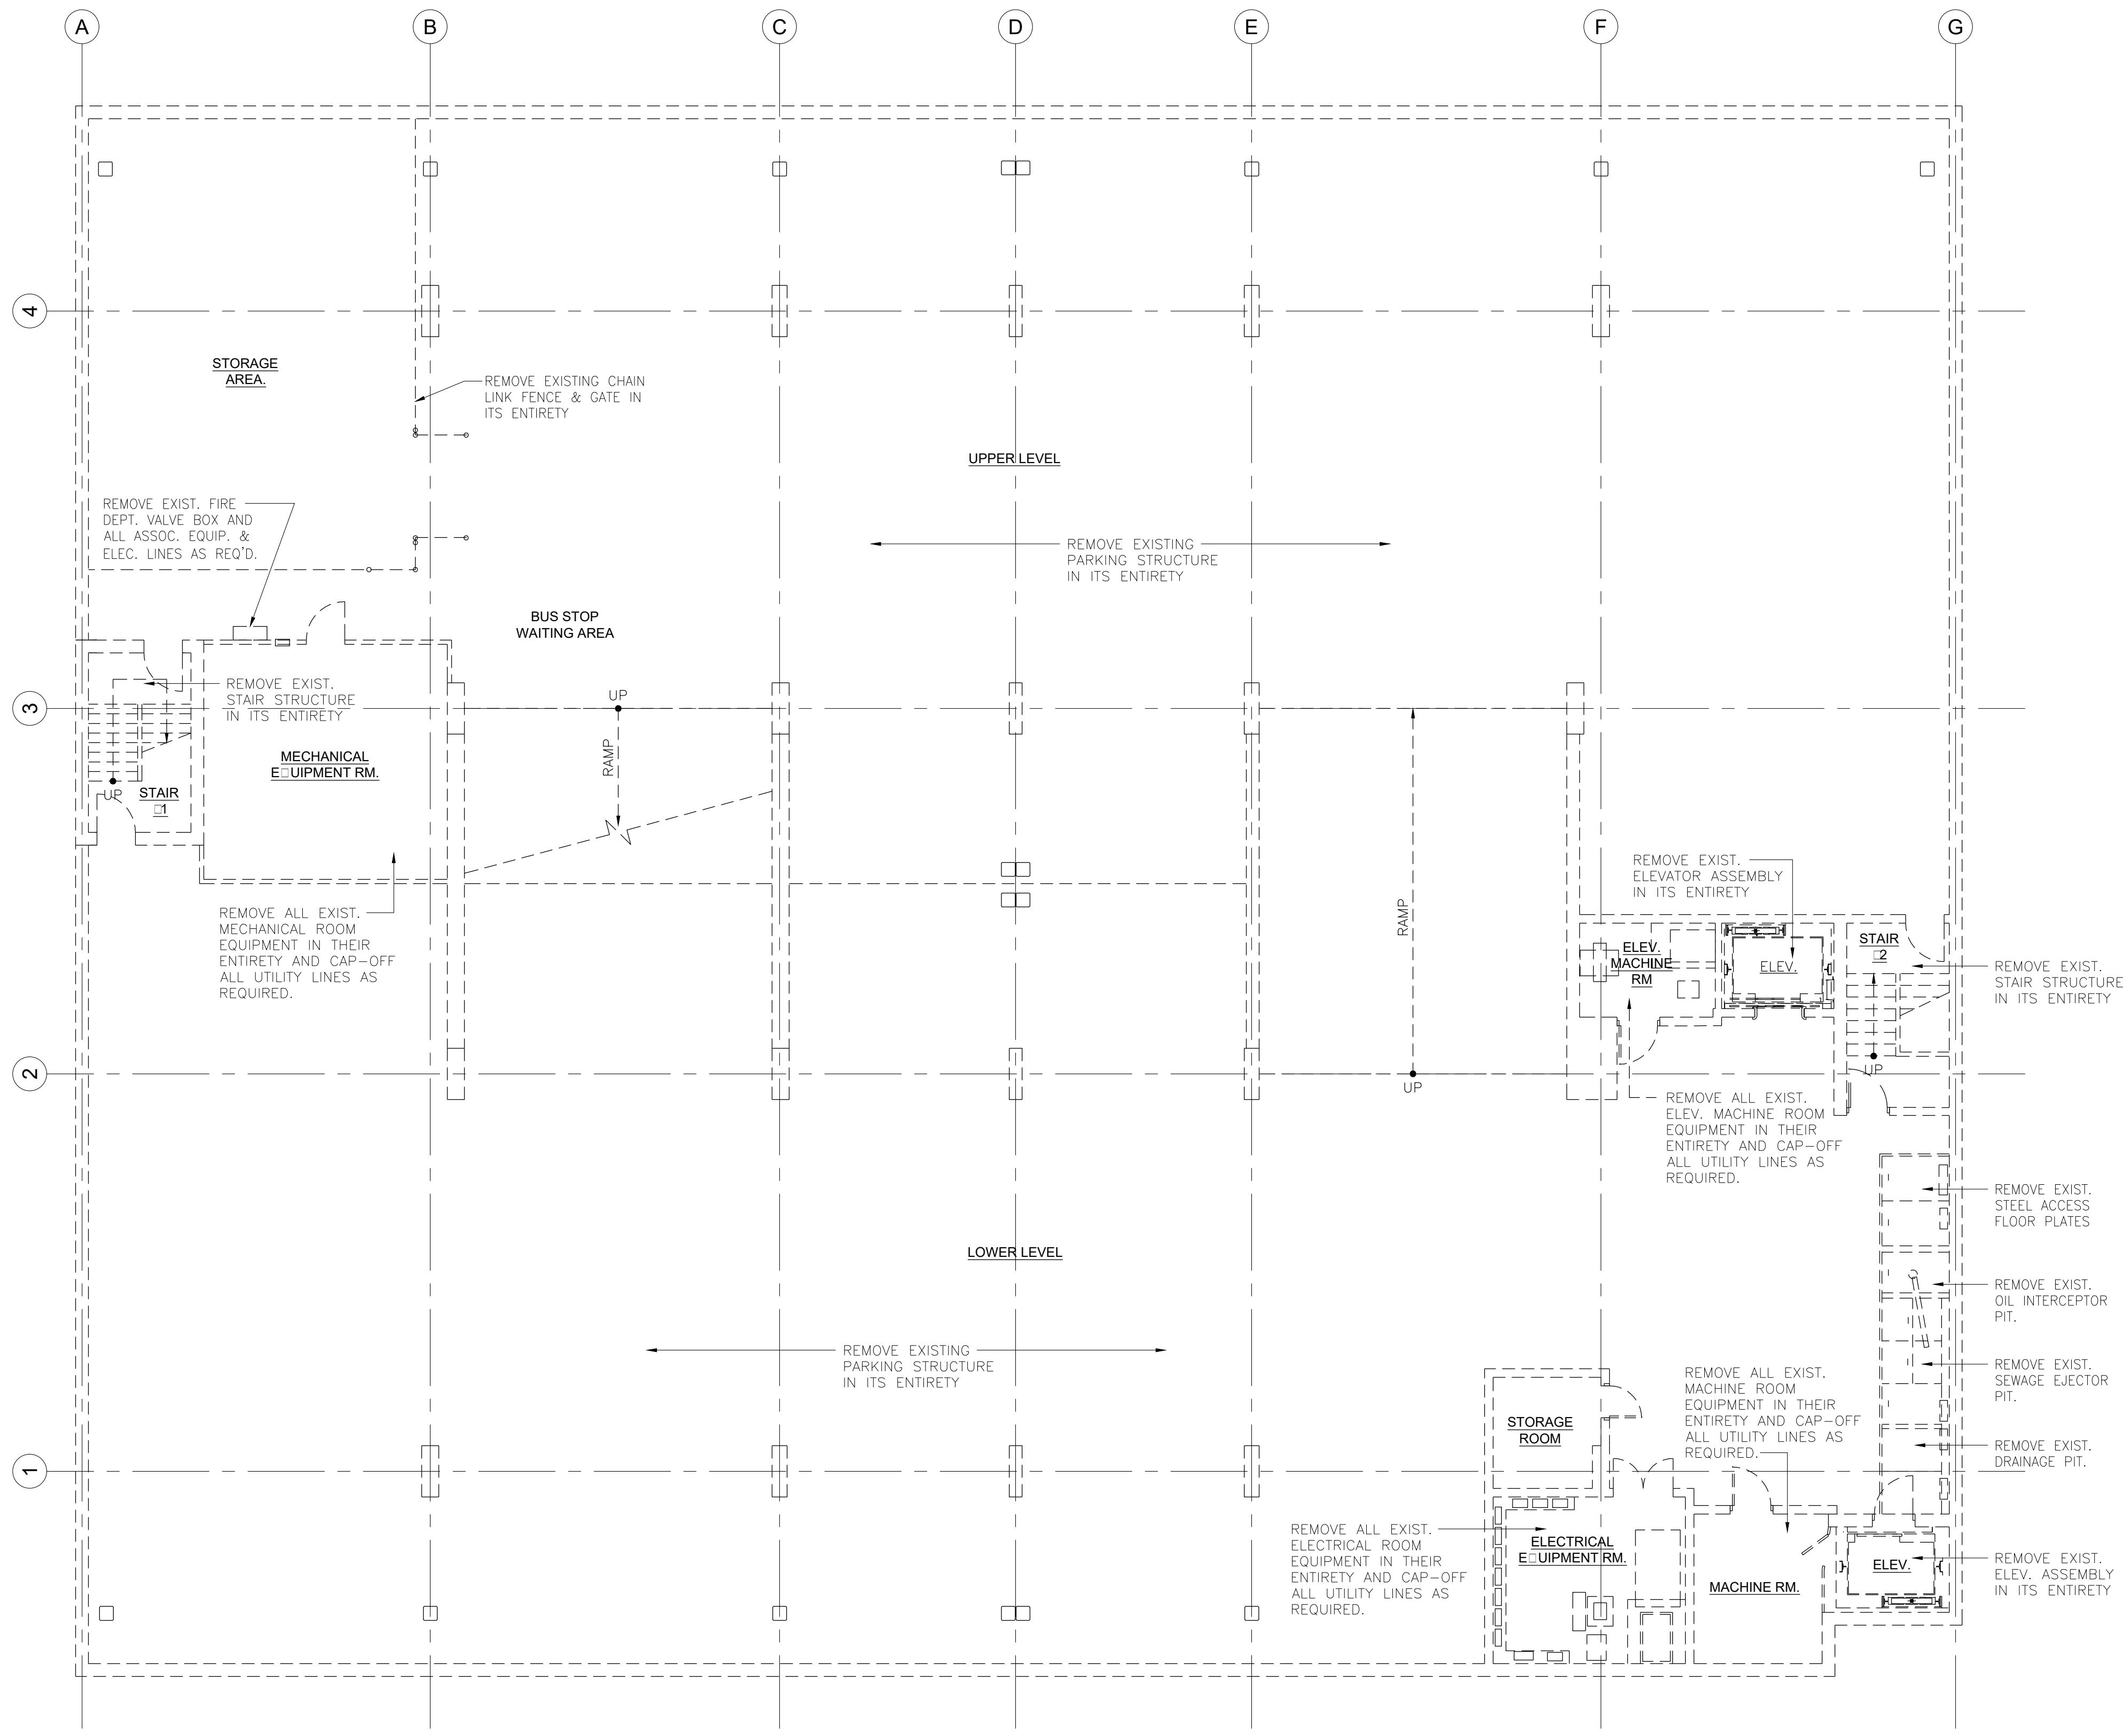 A
B
C
D
E
F
G
4
3
2
1
STORAGE
AREA.
REMOVE EXISTING CHAIN
LINK FENCE & GATE IN
ITS ENTIRETY
UPPER LEVEL
REMOVE EXIST. FIRE
DEPT. VALVE BOX AND
ALL ASSOC. EQUIP. &
ELEC. LINES AS REQ'D.
REMOVE EXISTING
PARKING STRUCTURE
IN ITS ENTIRETY
BUS STOP
WAITING AREA
REMOVE EXIST.
STAIR STRUCTURE
IN ITS ENTIRETY
UP
RAMP
MECHANICAL
E□UIPMENT RM.
UP
STAIR
□1
REMOVE ALL EXIST.
MECHANICAL ROOM
EQUIPMENT IN THEIR
ENTIRETY AND CAP-OFF
ALL UTILITY LINES AS
REQUIRED.
RAMP
UP
REMOVE EXIST.
ELEVATOR ASSEMBLY
IN ITS ENTIRETY
ELEV.
MACHINE
RM
ELEV.
STAIR
□2
UP
REMOVE EXIST.
STAIR STRUCTURE
IN ITS ENTIRETY
REMOVE ALL EXIST.
ELEV. MACHINE ROOM
EQUIPMENT IN THEIR
ENTIRETY AND CAP-OFF
ALL UTILITY LINES AS
REQUIRED.
REMOVE EXIST.
STEEL ACCESS
FLOOR PLATES
LOWER LEVEL
REMOVE EXIST.
OIL INTERCEPTOR
PIT.
REMOVE EXISTING
PARKING STRUCTURE
IN ITS ENTIRETY
REMOVE EXIST.
SEWAGE EJECTOR
PIT.
REMOVE ALL EXIST.
MACHINE ROOM
EQUIPMENT IN THEIR
ENTIRETY AND CAP-OFF
ALL UTILITY LINES AS
REQUIRED.
STORAGE
ROOM
REMOVE EXIST.
DRAINAGE PIT.
REMOVE ALL EXIST.
ELECTRICAL ROOM
EQUIPMENT IN THEIR
ENTIRETY AND CAP-OFF
ALL UTILITY LINES AS
REQUIRED.
ELECTRICAL
E□UIPMENT RM.
MACHINE RM.
ELEV.
REMOVE EXIST.
ELEV. ASSEMBLY
IN ITS ENTIRETY